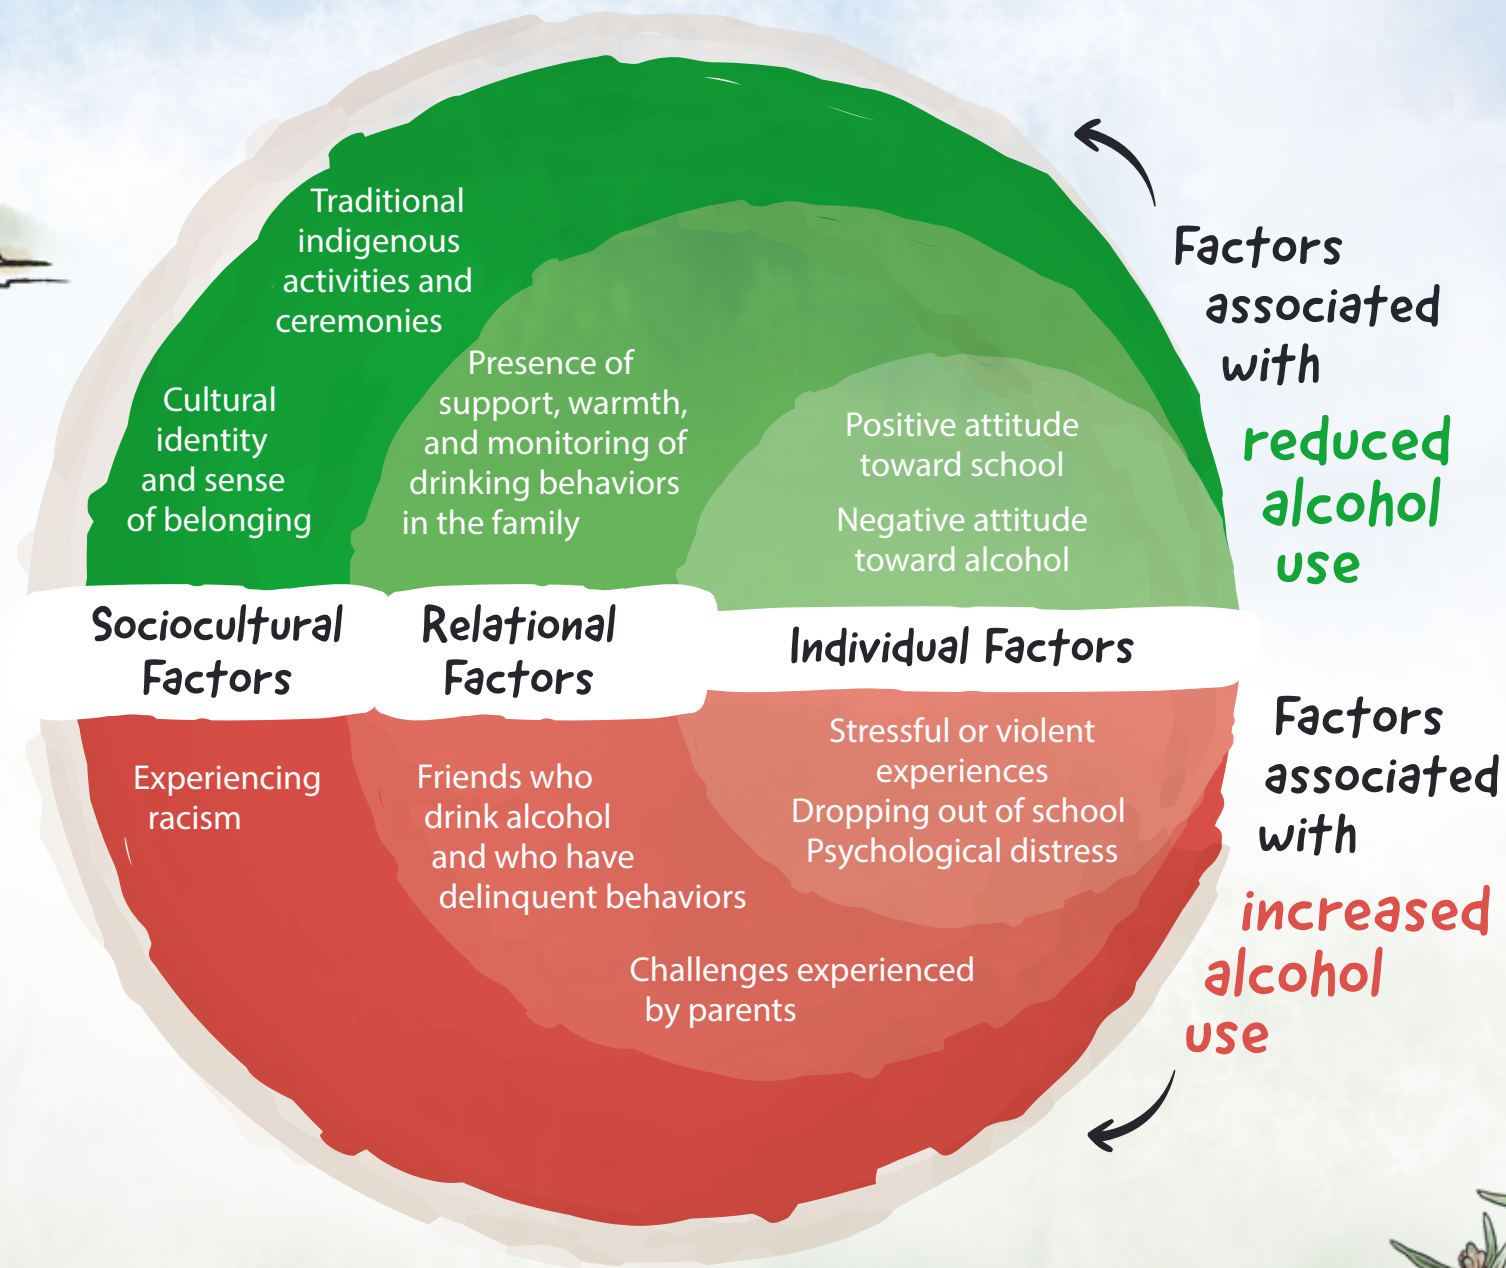 Traditional
indigenous
activities and
ceremonies
Cultural
identity
and sense
of belonging
Presence of
support, warmth,
and monitoring of
drinking behaviors
in the family
Positive attitude
toward school
Negative attitude
toward alcohol
Factors
associated
with
reduced
alcohol
use
Sociocultural
Factors
Relational
Factors
Individual Factors
Experiencing
racism
Friends who
drink alcohol
and who have
delinquent behaviors
Challenges experienced
by parents
Stressful or violent
experiences
Dropping out of school
Psychological distress
Factors
associated
with
increased
alcohol
use